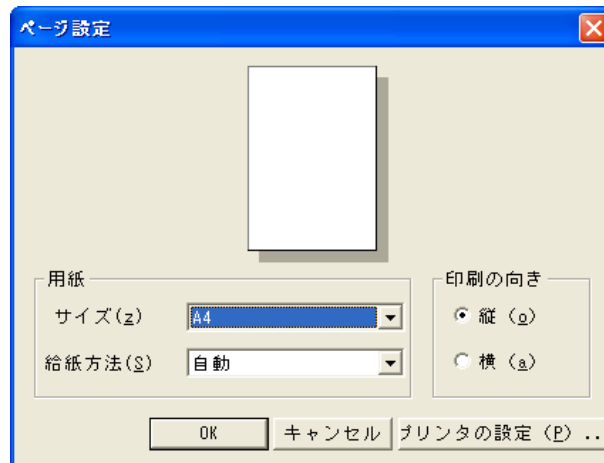 ページ設定
用紙
サイズ(z)
A4
給紙方法(S)
自動
印刷の向き
縦 (o)
横 (a)
OK
キャンセル
プリンタの設定 (P) ..